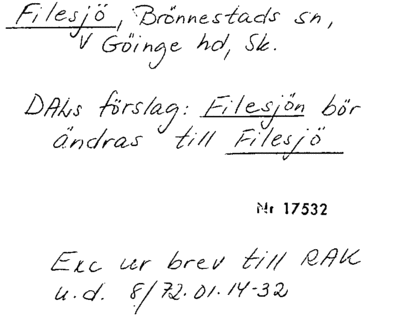 Filesjö, Brönnestads sn,
V Göinge hd, Sk.
DALs förslag: Filesjön bör
ändras till Filesjö
Nr 17532
Exc ur brev till RAK
u.d. 8/72.01.14-32